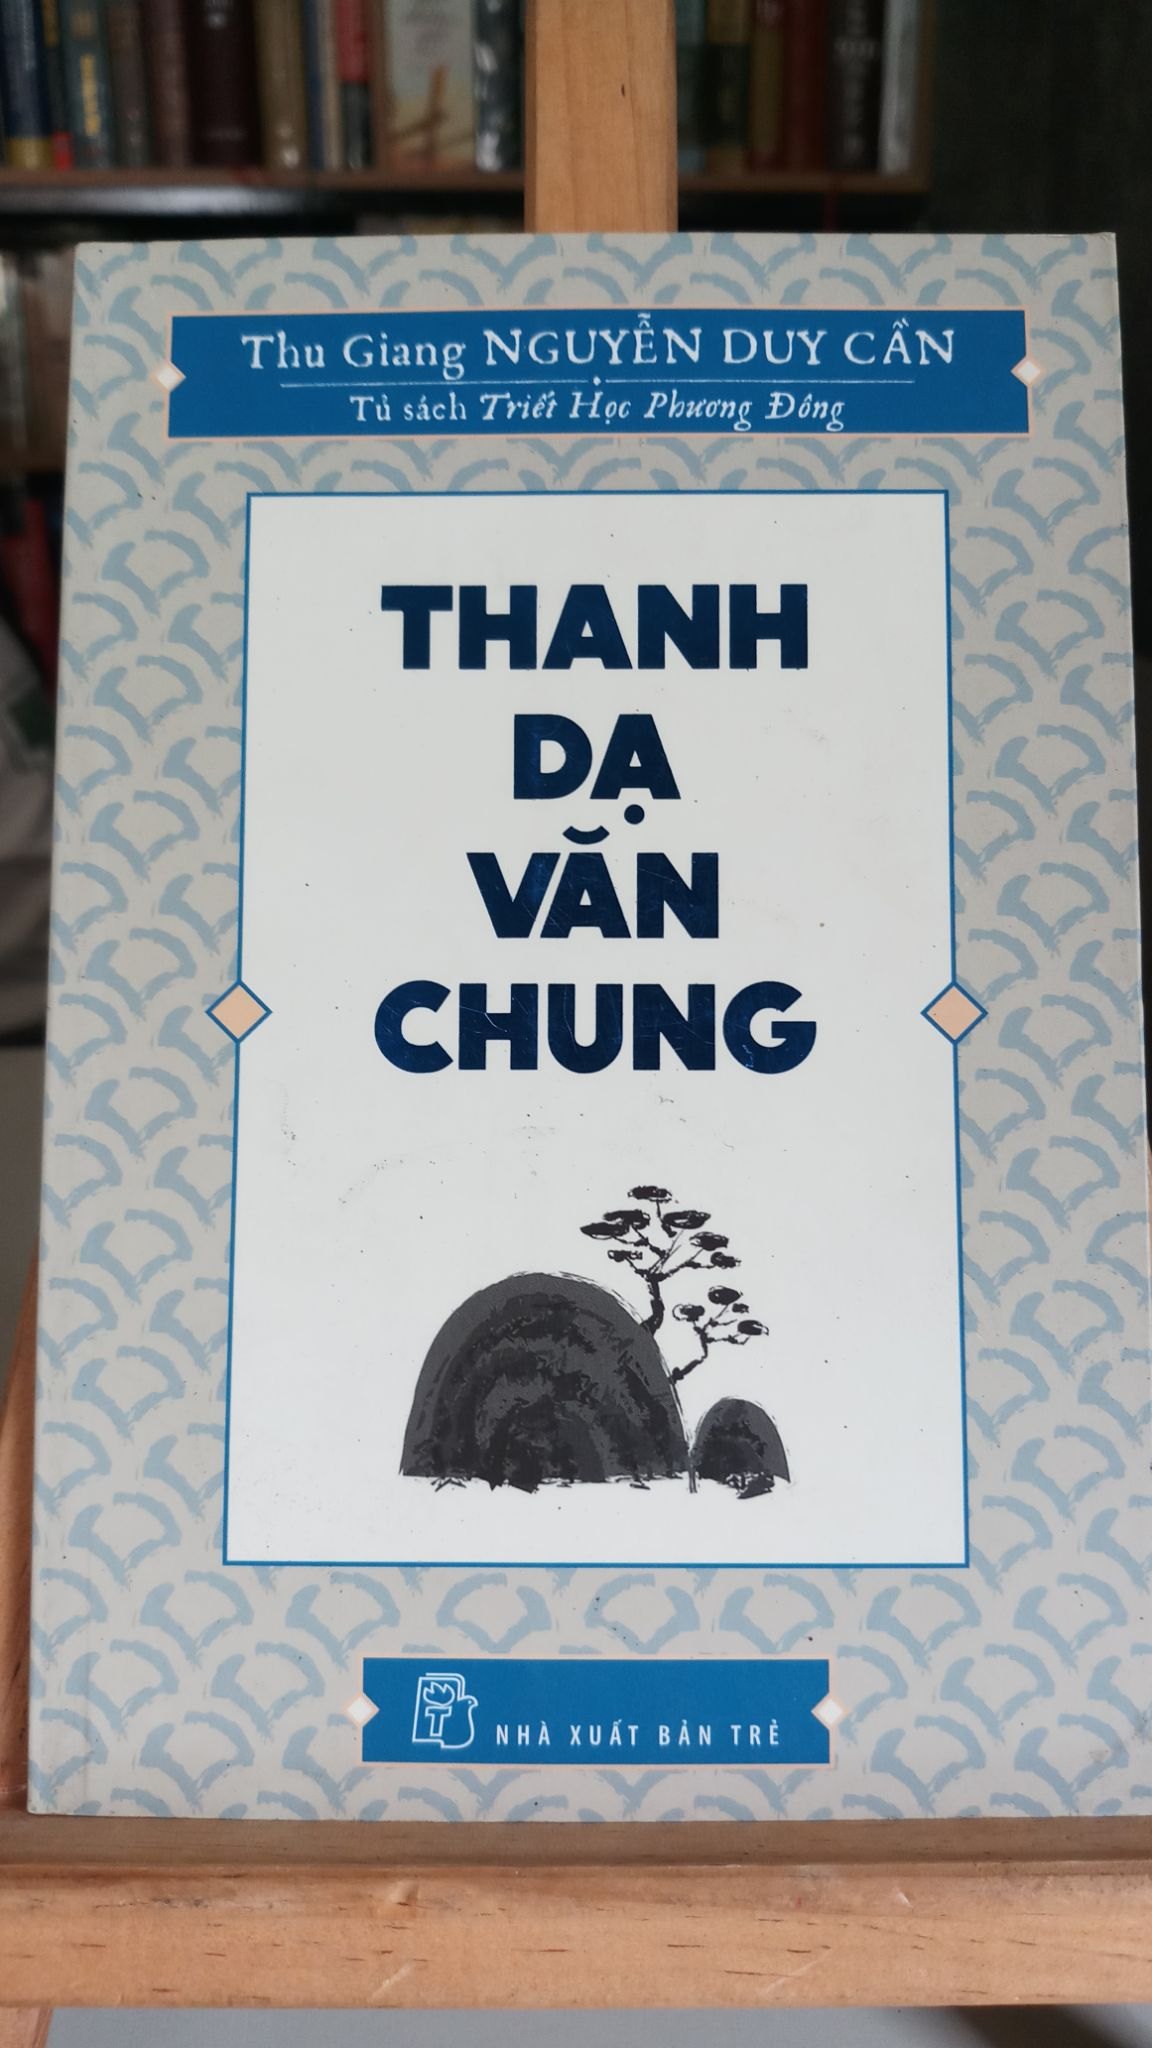 Thu Giang NGUYỄN DUY CẦN
Tủ sách Triết Học Phương Đông
THANH
DẠ
VĂN
CHUNG
T
NHÀ XUẤT BẢN TRẺ